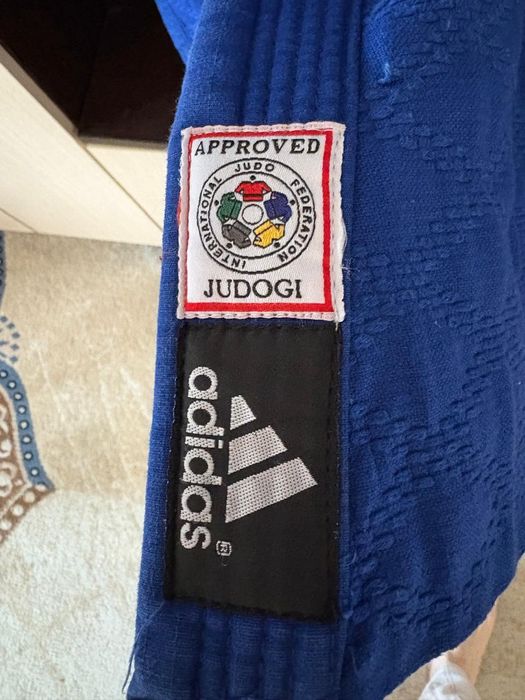 APPROVED
INTERNATIONAL JUDO FEDERATION
JUDOGI
adidas®